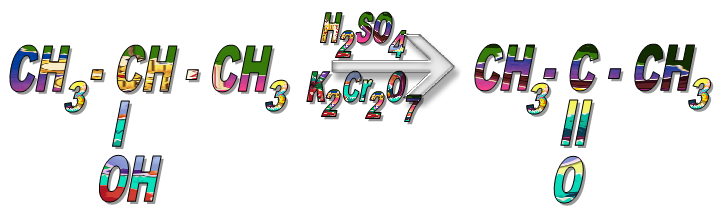 H2SO4
CH3 - CH - CH3
K2Cr2O7
CH3 - C - CH3
|
||
OH
O